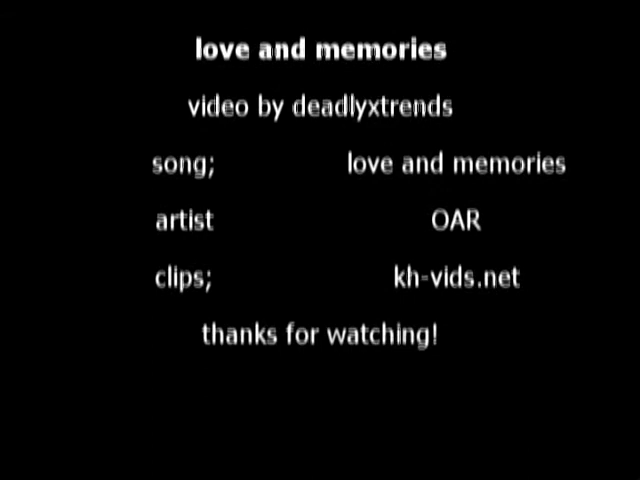 love and memories
video by deadlyxtrends
song; love and memories
artist OAR
clips; kh-vids.net
thanks for watching!